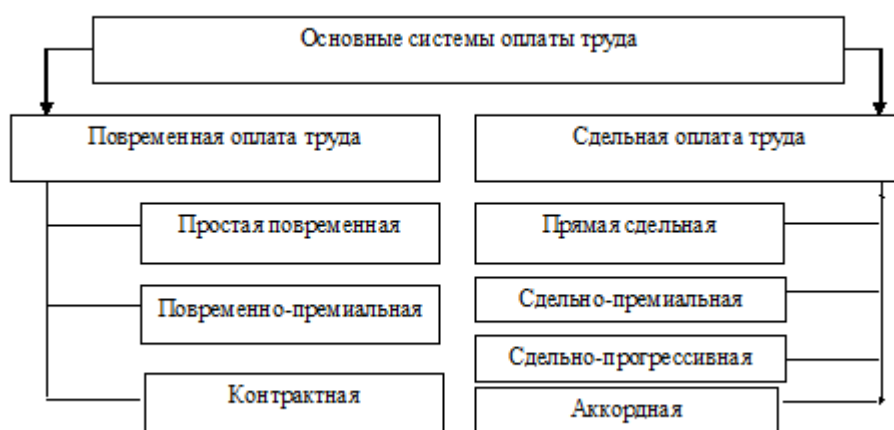 Основные системы оплаты труда
Повременная оплата труда
Сдельная оплата труда
Простая повременная
Прямая сдельная
Повременно-премиальная
Сдельно-премиальная
Сдельно-прогрессивная
Контрактная
Аккордная